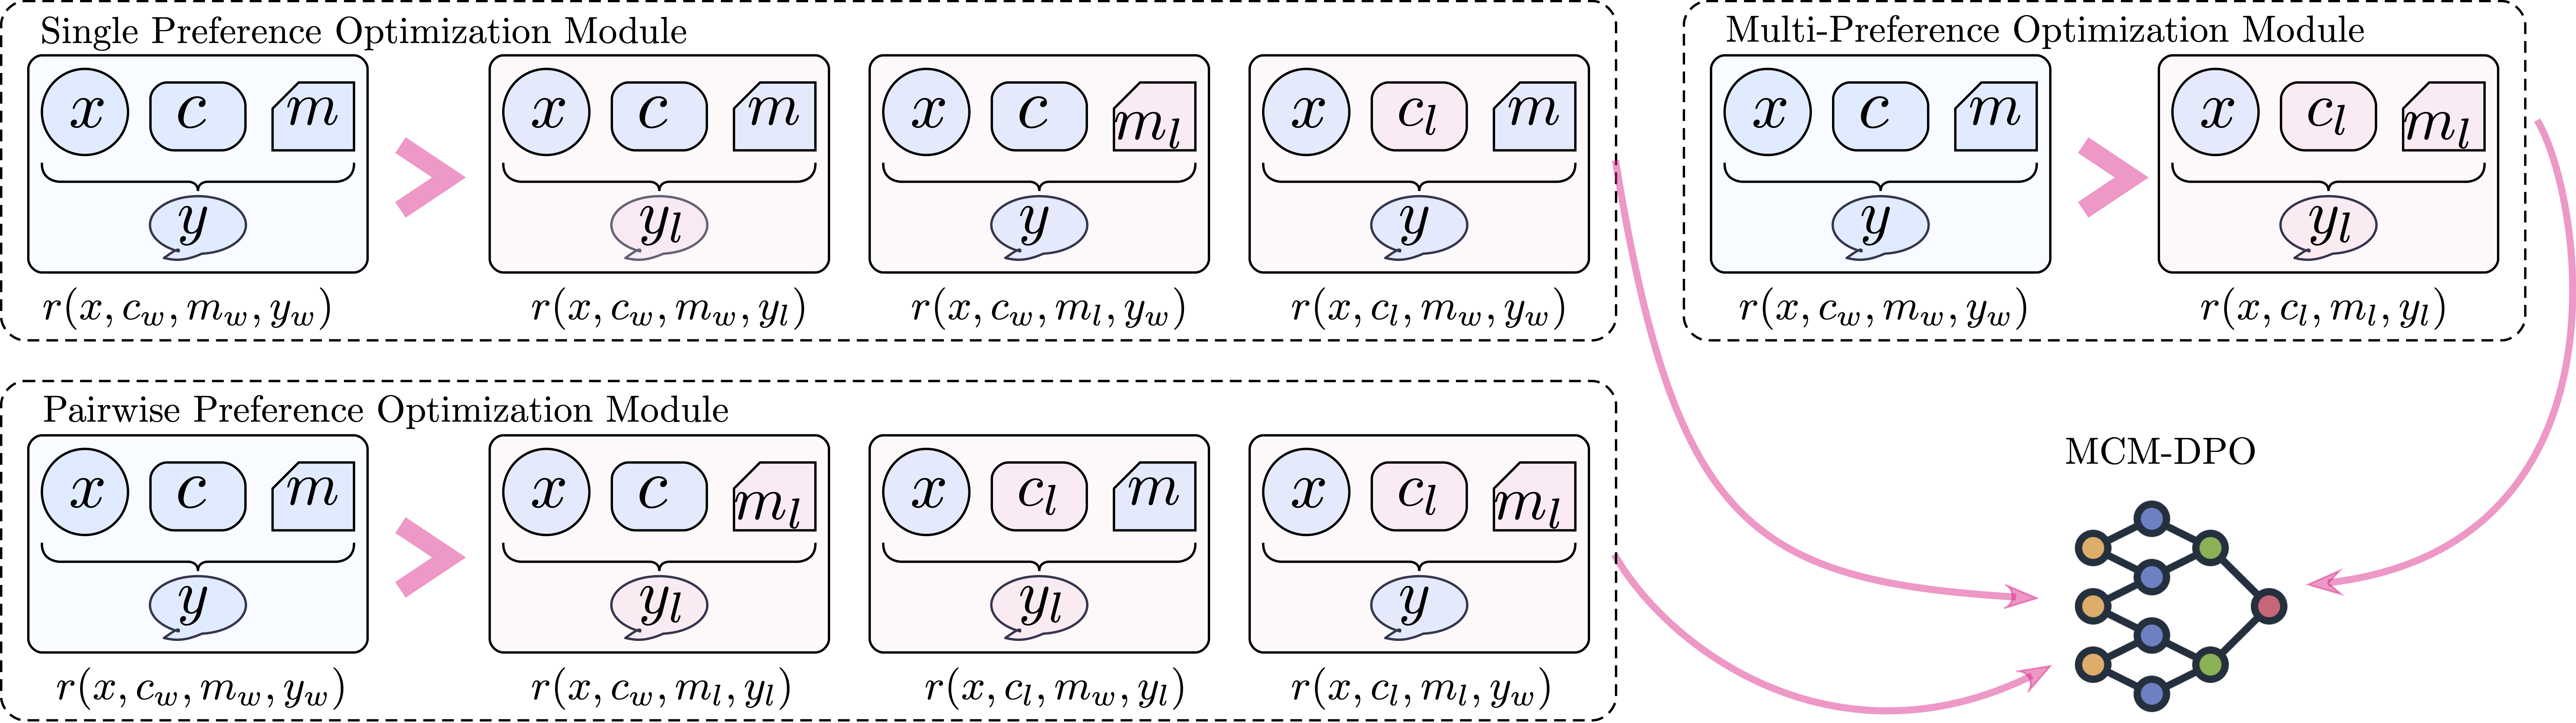 Single Preference Optimization Module
x c m x c m x c m_l x c_l m
y y_l y y
r(x, c_w, m_w, y_w) r(x, c_w, m_w, y_l) r(x, c_w, m_l, y_w) r(x, c_l, m_w, y_w)
Multi-Preference Optimization Module
x c m x c_l m_l
y y_l
r(x, c_w, m_w, y_w) r(x, c_l, m_l, y_l)
Pairwise Preference Optimization Module
x c m x c m_l x c_l m x c_l m_l
y y_l y_l y
r(x, c_w, m_w, y_w) r(x, c_w, m_l, y_l) r(x, c_l, m_w, y_l) r(x, c_l, m_l, y_w)
MCM-DPO